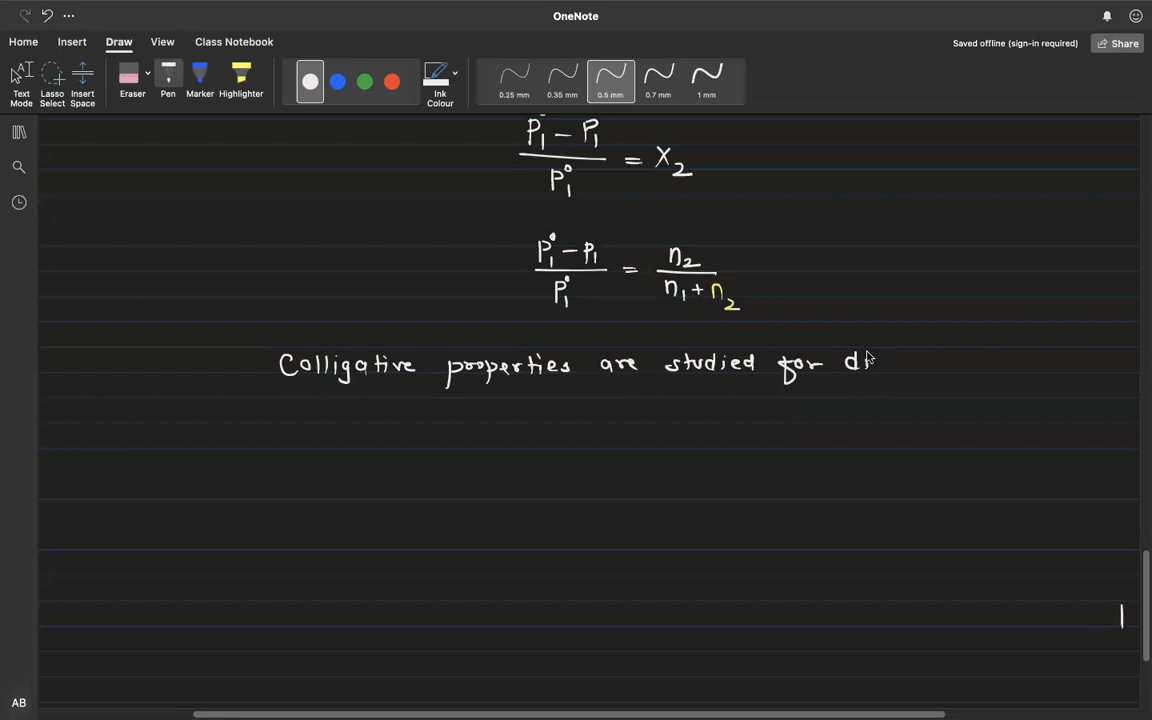 OneNote
Home Insert Draw View Class Notebook
Saved offline (sign-in required) Share
Text Mode Lasso Select Insert Space Eraser Pen Marker Highlighter Ink Colour 0.25 mm 0.35 mm 0.5 mm 0.7 mm 1 mm
(P₁° − P₁) / P₁° = X₂
(P₁° − P₁) / P₁° = n₂ / (n₁ + n₂)
Colligative properties are studied for di
1
AB